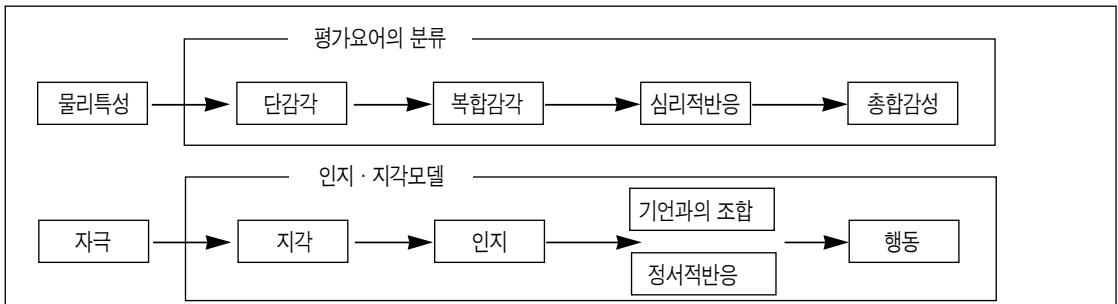 평가요어의 분류
물리특성 단감각 복합감각 심리적반응 총합감성
인지 · 지각모델
기언과의 조합
자극 지각 인지 행동
정서적반응